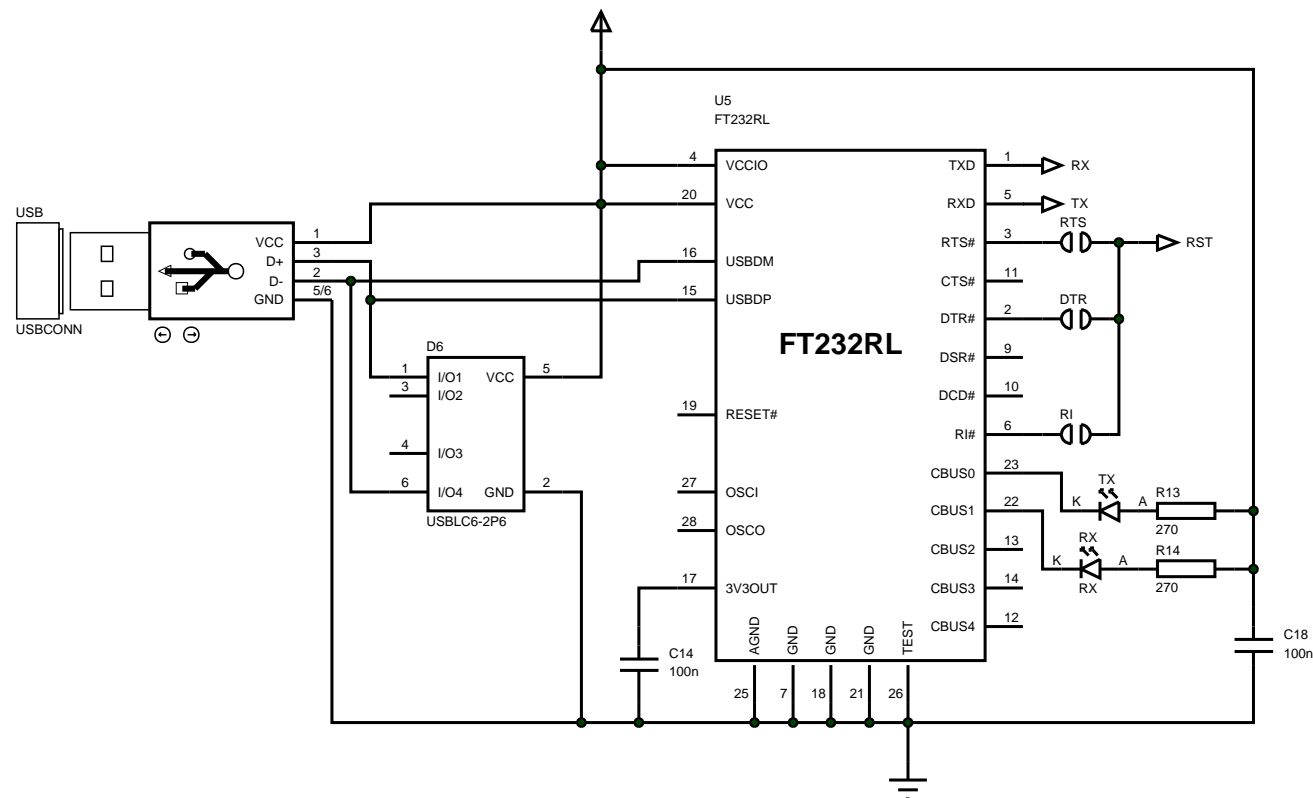 U5
FT232RL
4
VCCIO
TXD
1
RX
20
VCC
RXD
5
TX
USB
VCC
1
RTS
RTS#
3
RST
D+
3
D-
2
16
USBDM
CTS#
11
GND
5/6
15
USBDP
DTR
DTR#
2
USBCONN
FT232RL
D6
DSR#
9
1
I/O1
VCC
5
3
I/O2
DCD#
10
19
RESET#
RI
RI#
6
4
I/O3
CBUS0
23
TX
6
I/O4
GND
2
27
OSCI
K
A
R13
270
USBLC6-2P6
CBUS1
22
28
OSCO
RX
R14
CBUS2
13
K
A
RX
270
17
3V3OUT
CBUS3
14
CBUS4
12
AGND
GND
GND
GND
TEST
C18
100n
C14
100n
25
7
18
21
26